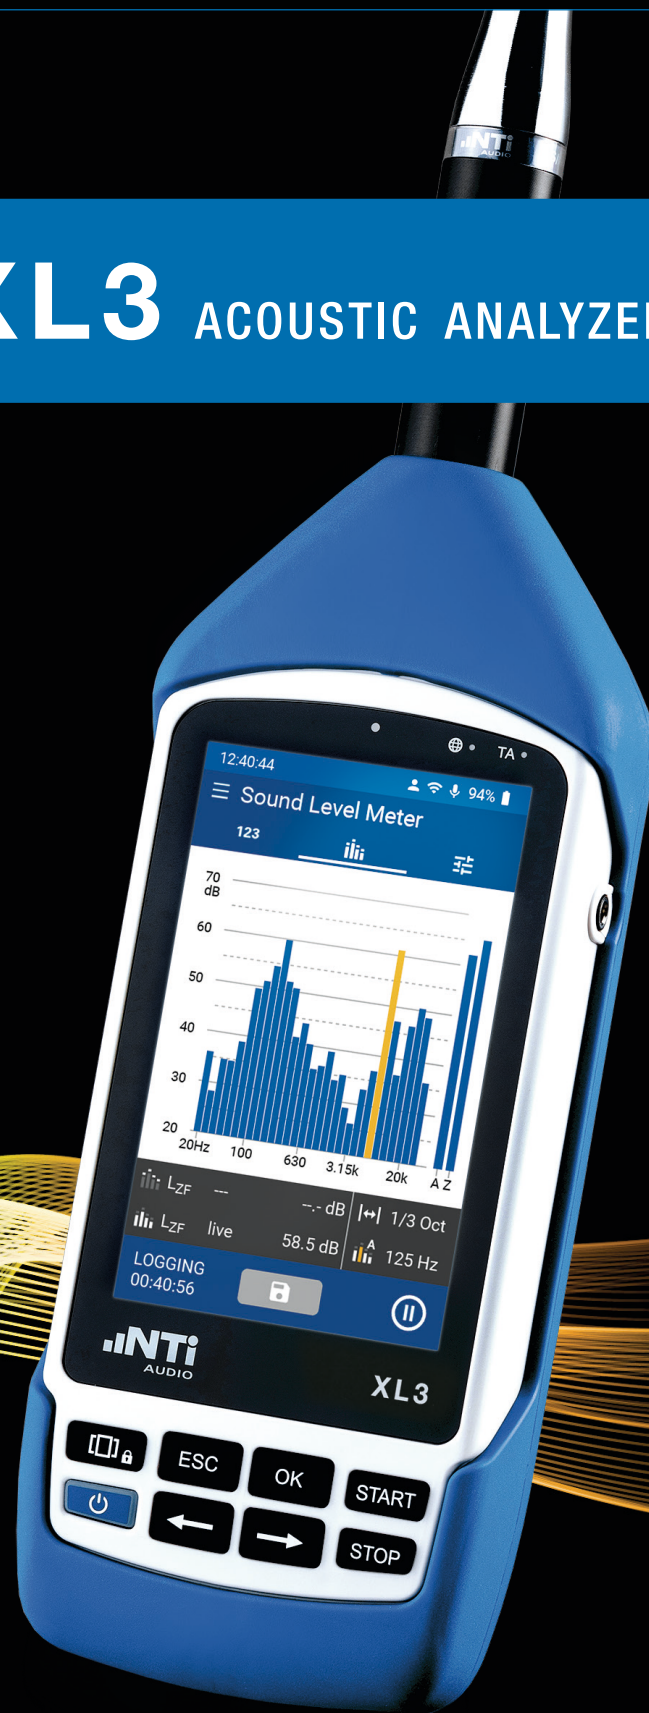 NTi
AUDIO
XL3 ACOUSTIC ANALYZER
TA
12:40:44
94%
Sound Level Meter
123
70
dB
60
50
40
30
20
20Hz 100 630 3.15k 20k A Z
LZF --- --.- dB 1/3 Oct
LZF live 58.5 dB A 125 Hz
LOGGING
00:40:56
NTi
AUDIO
XL3
ESC OK START
STOP